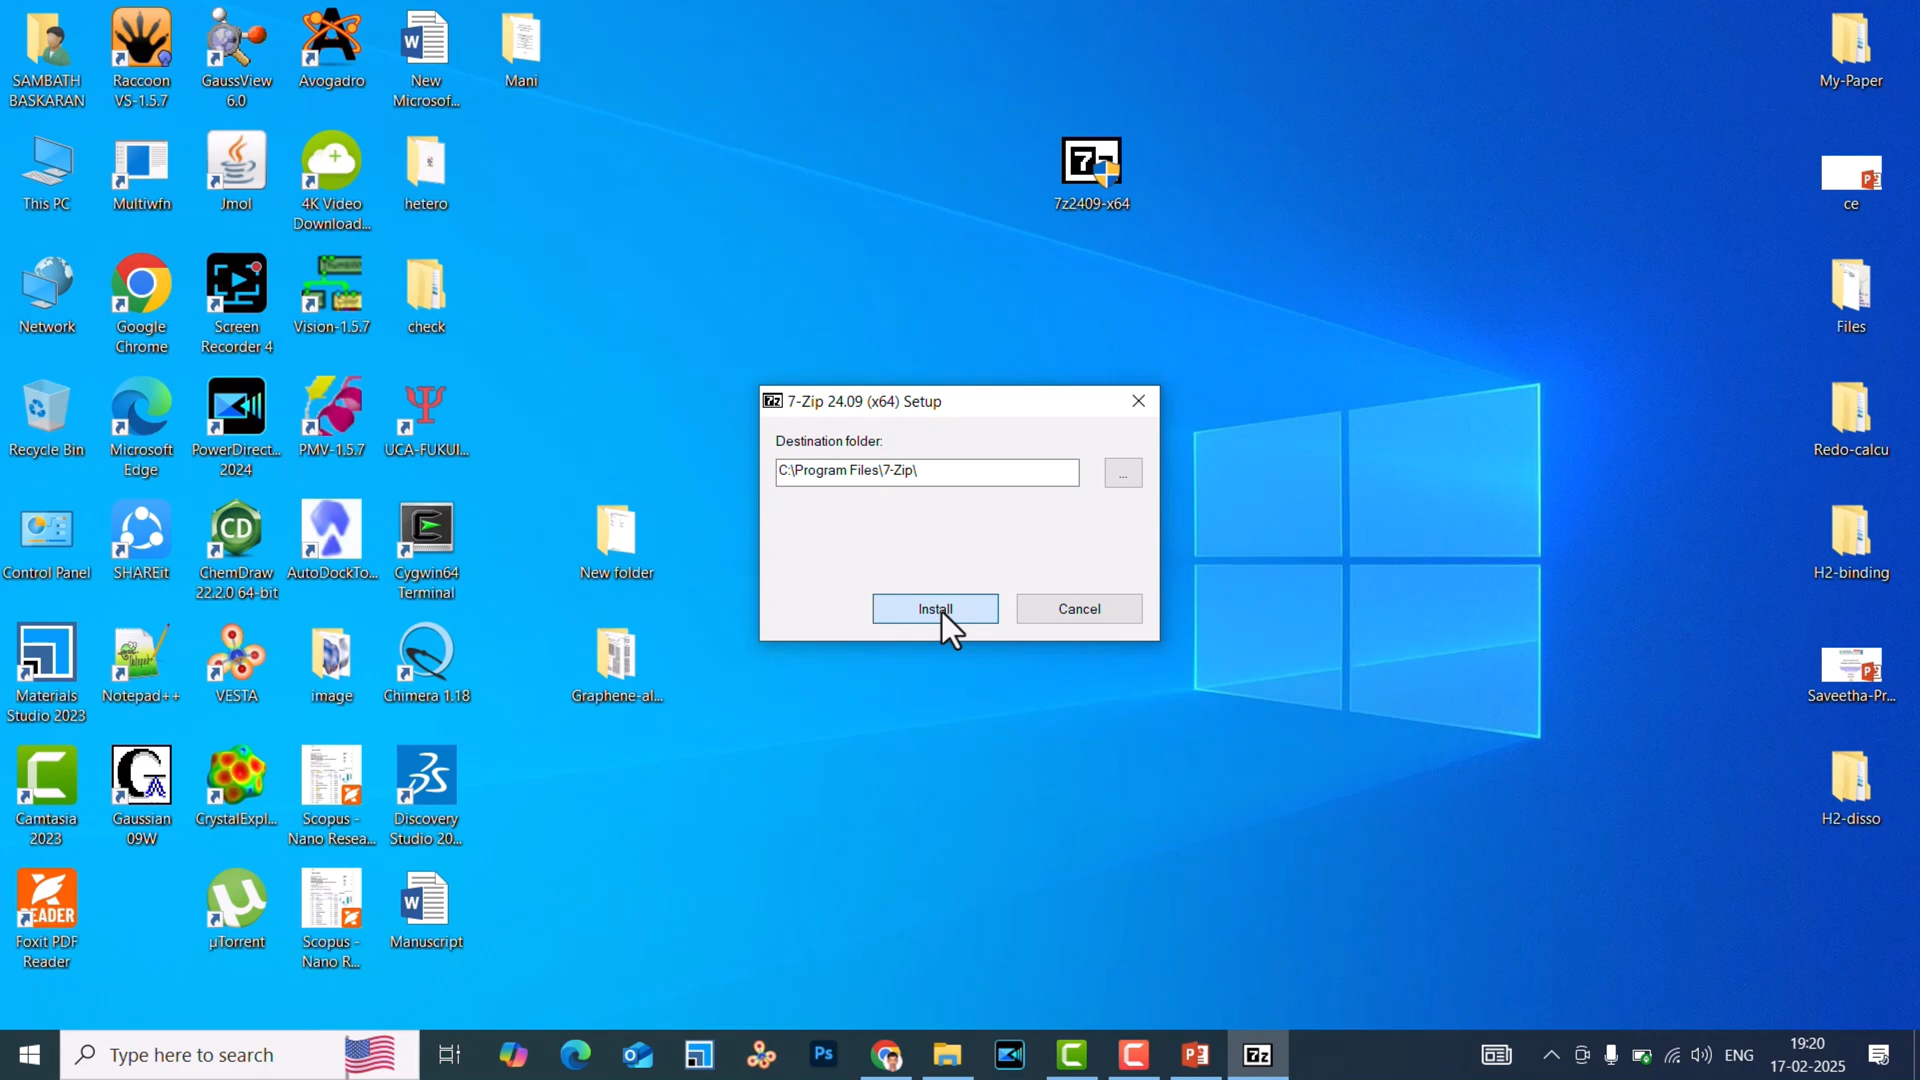 SAMBATH
BASKARAN
Raccoon
VS-1.5.7
GaussView
6.0
Avogadro
New
Microsof...
Mani
My-Paper
This PC
Multiwfn
Jmol
4K Video
Download...
hetero
7z2409-x64
ce
Network
Google
Chrome
Screen
Recorder 4
Vision-1.5.7
check
Files
Recycle Bin
Microsoft
Edge
PowerDirect...
2024
PMV-1.5.7
UCA-FUKUI...
Redo-calcu
7-Zip 24.09 (x64) Setup
Destination folder:
C:\Program Files\7-Zip\
...
Install
Cancel
Control Panel
SHAREit
CD
ChemDraw
22.2.0 64-bit
AutoDockTo...
Cygwin64
Terminal
New folder
H2-binding
Materials
Studio 2023
Notepad++
VESTA
image
Chimera 1.18
Graphene-al...
Saveetha-Pr...
Camtasia
2023
Gaussian
09W
CrystalExpl...
Scopus -
Nano Resea...
Discovery
Studio 20...
H2-disso
READER
Foxit PDF
Reader
µTorrent
Scopus -
Nano R...
Manuscript
Type here to search
Ps
7z
ENG
19:20
17-02-2025